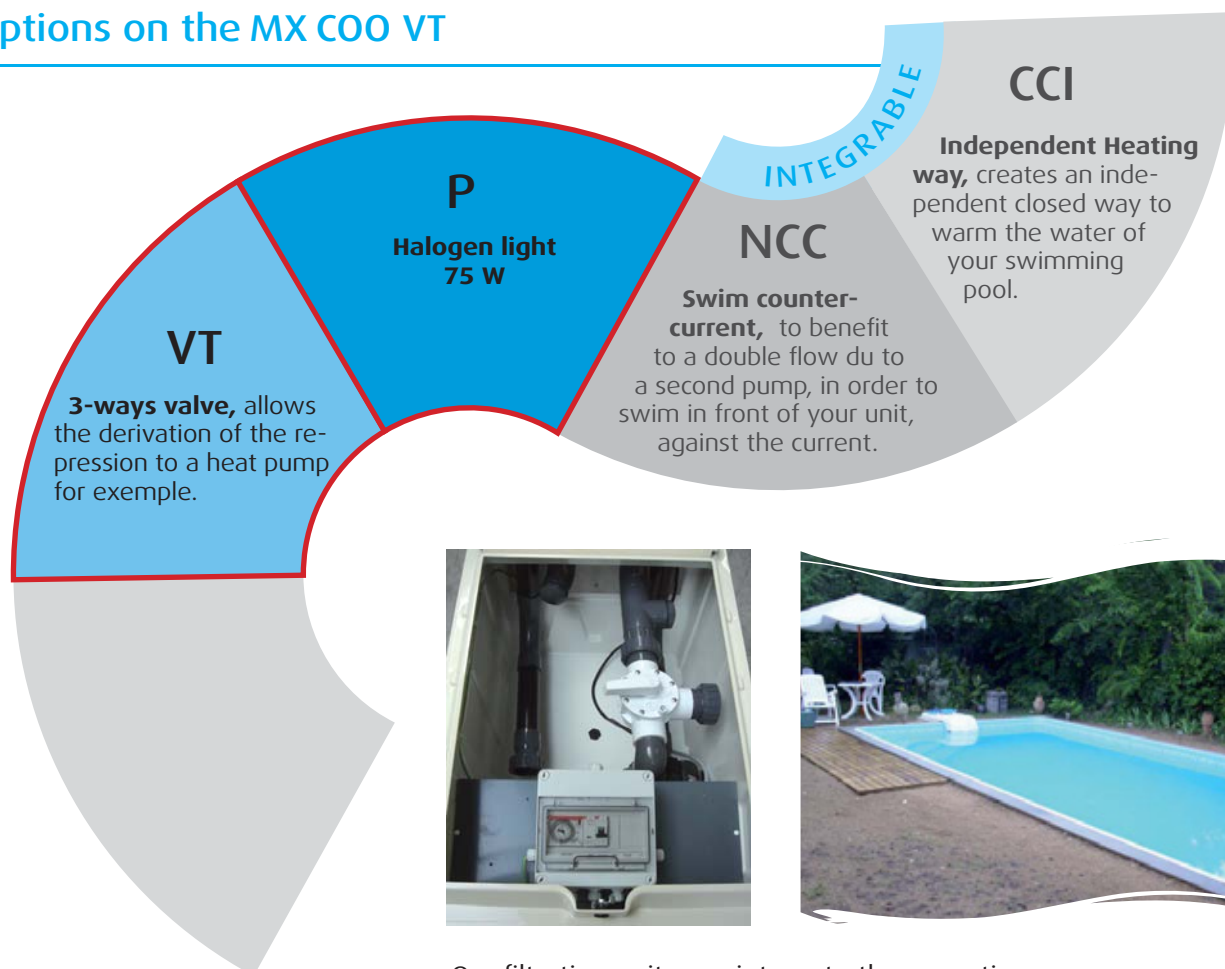 ptions on the MX COO VT
INTEGRABLE
CCI
Independent Heating
way, creates an inde-
pendent closed way to
warm the water of
your swimming
pool.
P
Halogen light
75 W
NCC
Swim counter-
current, to benefit
to a double flow du to
a second pump, in order to
swim in front of your unit,
against the current.
VT
3-ways valve, allows
the derivation of the re-
pression to a heat pump
for exemple.